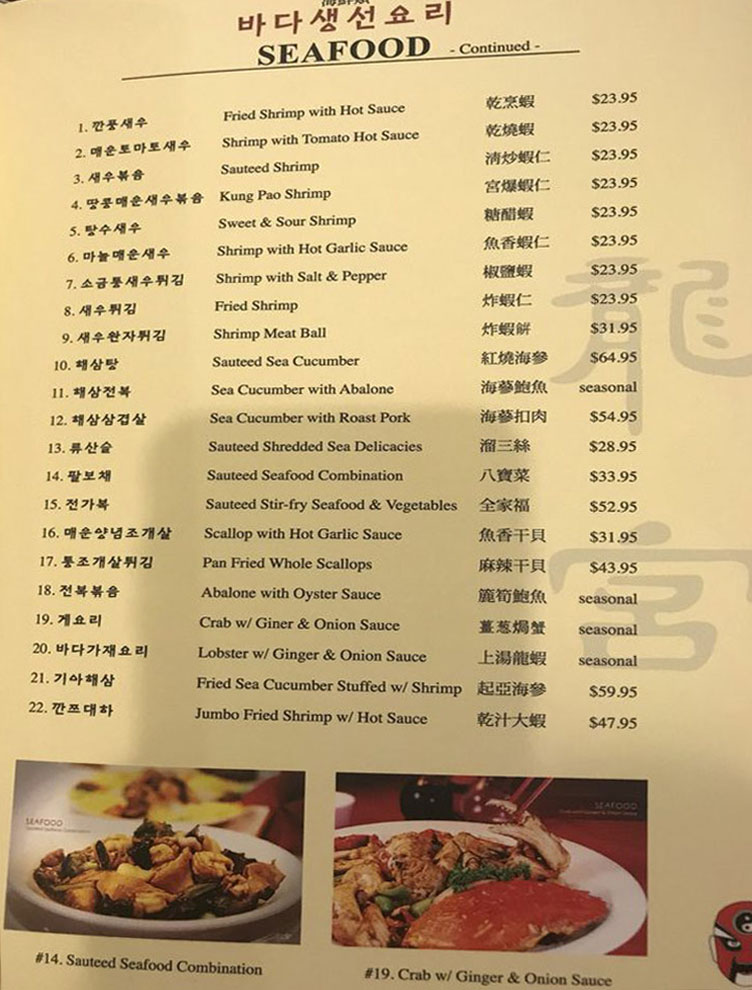 海鮮類
바다생선요리
SEAFOOD - Continued -
1. 깐풍새우 Fried Shrimp with Hot Sauce 乾烹蝦 $23.95
2. 매운토마토새우 Shrimp with Tomato Hot Sauce 乾燒蝦 $23.95
3. 새우볶음 Sauteed Shrimp 清炒蝦仁 $23.95
4. 땅콩매운새우볶음 Kung Pao Shrimp 宮爆蝦仁 $23.95
5. 탕수새우 Sweet & Sour Shrimp 糖醋蝦 $23.95
6. 마늘매운새우 Shrimp with Hot Garlic Sauce 魚香蝦仁 $23.95
7. 소금통새우튀김 Shrimp with Salt & Pepper 椒鹽蝦 $23.95
8. 새우튀김 Fried Shrimp 炸蝦仁 $23.95
9. 새우완자튀김 Shrimp Meat Ball 炸蝦餅 $31.95
10. 해삼탕 Sauteed Sea Cucumber 紅燒海參 $64.95
11. 해삼전복 Sea Cucumber with Abalone 海蔘鮑魚 seasonal
12. 해삼삼겹살 Sea Cucumber with Roast Pork 海蔘扣肉 $54.95
13. 류산슬 Sauteed Shredded Sea Delicacies 溜三絲 $28.95
14. 팔보채 Sauteed Seafood Combination 八寶菜 $33.95
15. 전가복 Sauteed Stir-fry Seafood & Vegetables 全家福 $52.95
16. 매운양념조개살 Scallop with Hot Garlic Sauce 魚香干貝 $31.95
17. 통조개살튀김 Pan Fried Whole Scallops 麻辣干貝 $43.95
18. 전복볶음 Abalone with Oyster Sauce 鮑魚 seasonal
19. 게요리 Crab w/ Giner & Onion Sauce 薑葱焗蟹 seasonal
20. 바다가재요리 Lobster w/ Ginger & Onion Sauce 上湯龍蝦 seasonal
21. 기아해삼 Fried Sea Cucumber Stuffed w/ Shrimp 起亞海參 $59.95
22. 깐쯔대하 Jumbo Fried Shrimp w/ Hot Sauce 乾汁大蝦 $47.95
龍
宮
SEAFOOD
Sauteed Seafood Combination
SEAFOOD
Crab w/ Ginger & Onion Sauce
#14. Sauteed Seafood Combination
#19. Crab w/ Ginger & Onion Sauce